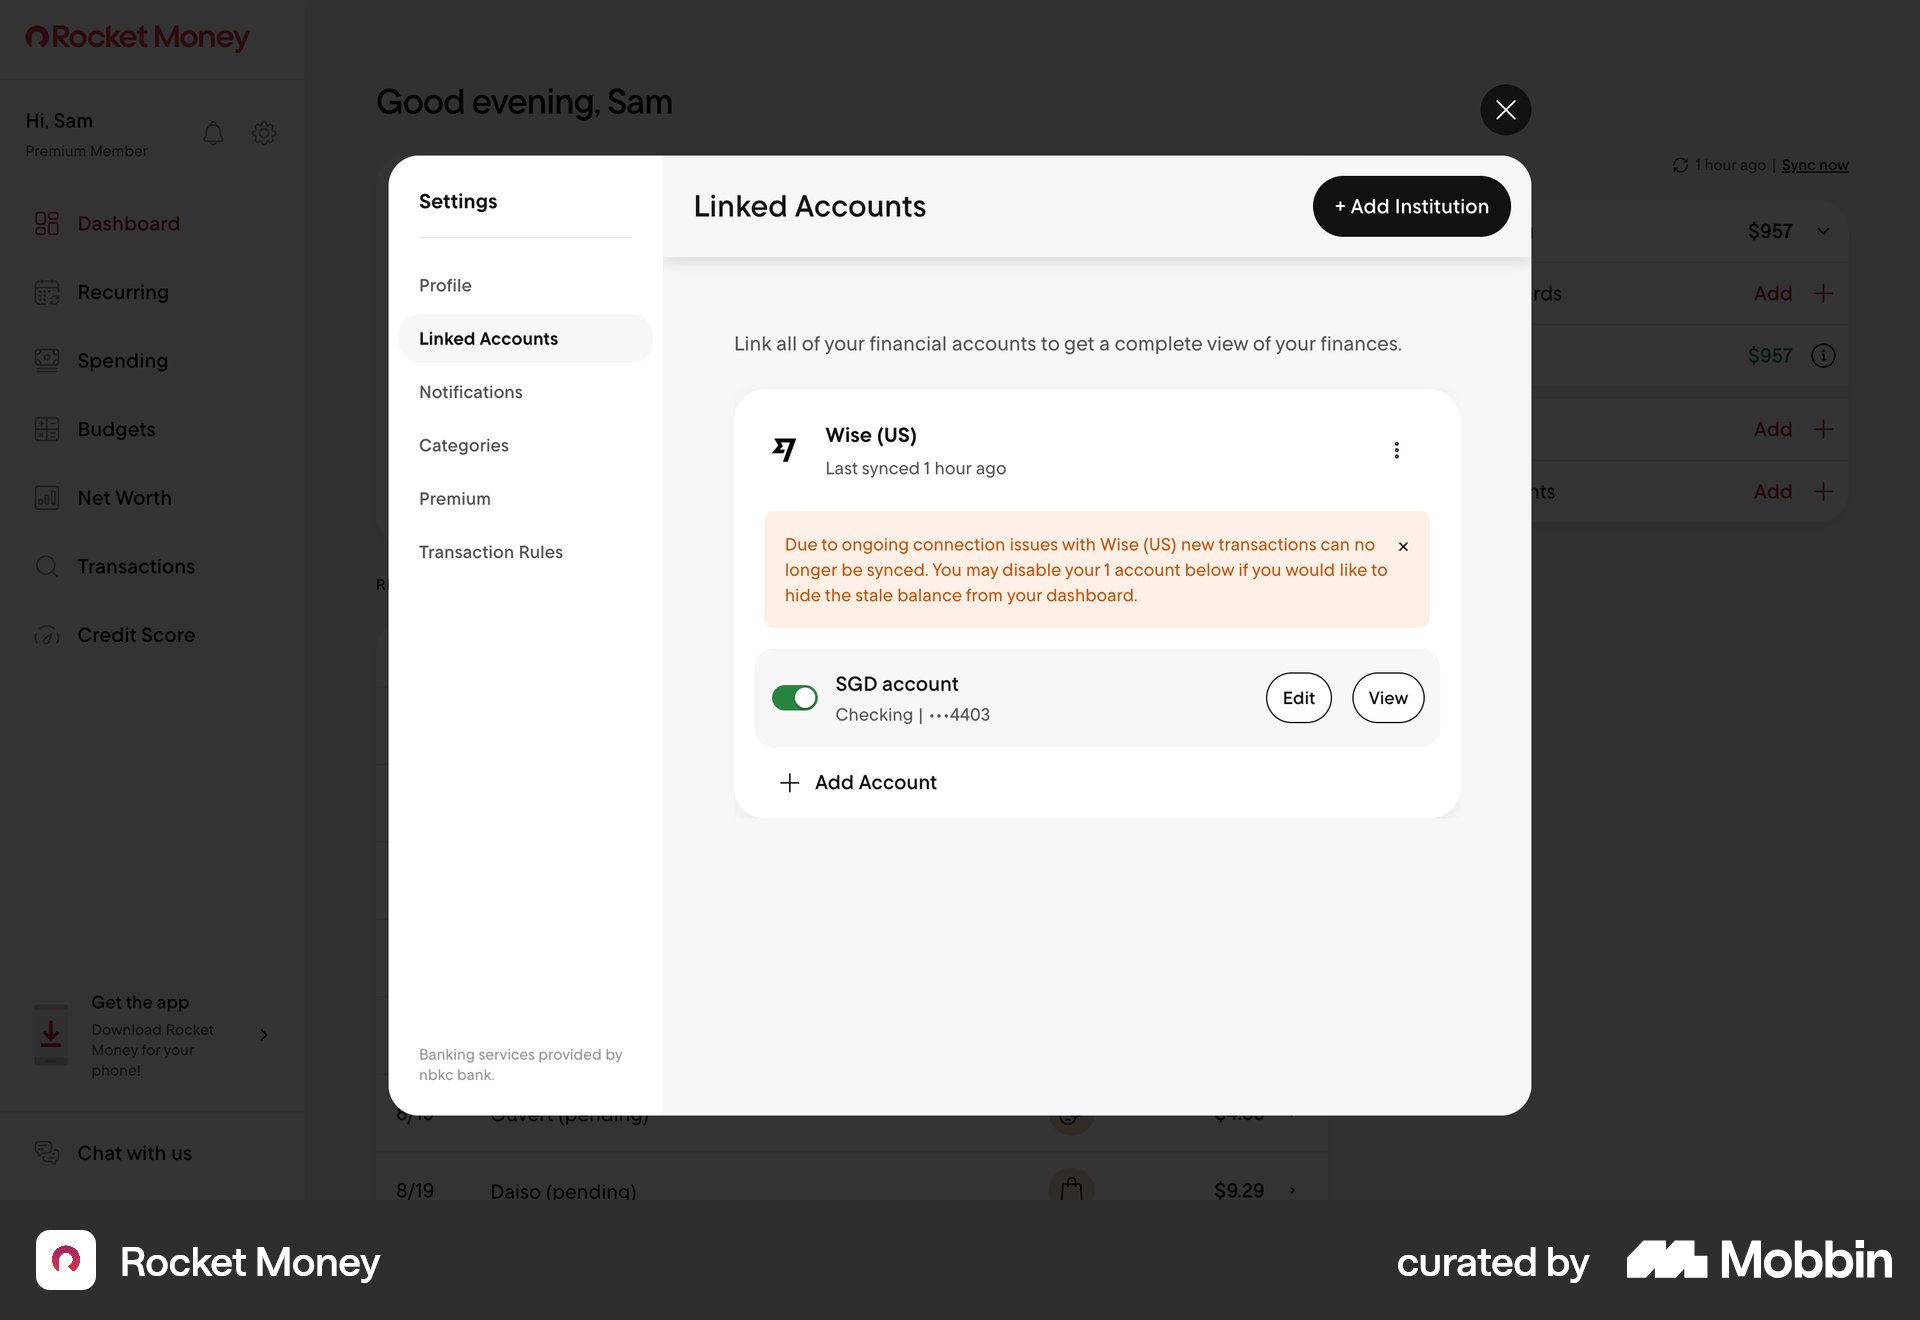 Rocket Money
Hi, Sam
Premium Member
Dashboard
Recurring
Spending
Budgets
Net Worth
Transactions
Credit Score
Get the app
Download Rocket
Money for your
phone!
Chat with us
Good evening, Sam
1 hour ago | Sync now
$957
rds
Add
$957
Add
nts
Add
Settings
Profile
Linked Accounts
Notifications
Categories
Premium
Transaction Rules
Banking services provided by
nbkc bank.
Linked Accounts
+ Add Institution
Link all of your financial accounts to get a complete view of your finances.
Wise (US)
Last synced 1 hour ago
Due to ongoing connection issues with Wise (US) new transactions can no
longer be synced. You may disable your 1 account below if you would like to
hide the stale balance from your dashboard.
SGD account
Checking | •••4403
Edit
View
+ Add Account
8/19 Daiso (pending) $9.29
Rocket Money
curated by Mobbin